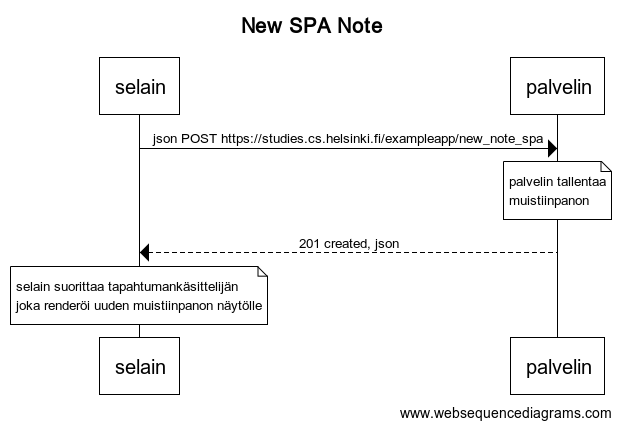 New SPA Note
selain
palvelin
json POST https://studies.cs.helsinki.fi/exampleapp/new_note_spa
palvelin tallentaa
muistiinpanon
201 created, json
selain suorittaa tapahtumankäsittelijän
joka renderöi uuden muistiinpanon näytölle
selain
palvelin
www.websequencediagrams.com